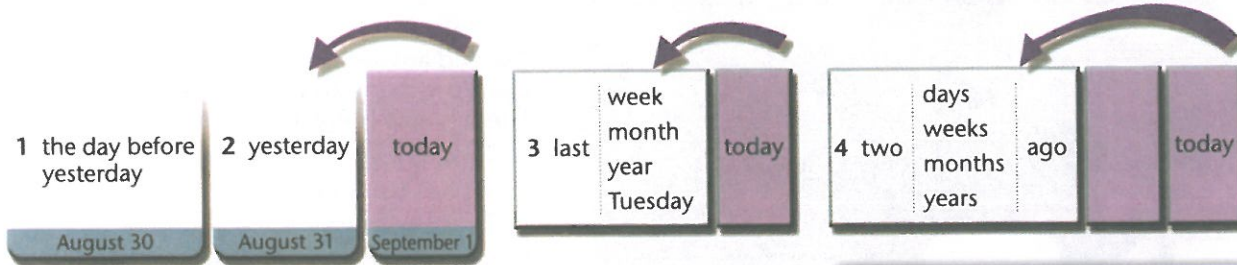 1 the day before
yesterday
2 yesterday
today
August 30
August 31
September 1
3 last
week
month
year
Tuesday
today
4 two
days
weeks
months
years
ago
today